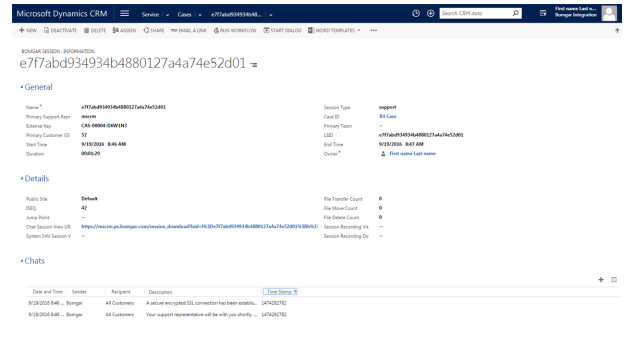 Microsoft Dynamics CRM Service Cases e7f7abd934934b48... Search CRM data First name Last n...
Bomgar Integration
NEW DEACTIVATE DELETE ASSIGN SHARE EMAIL A LINK RUN WORKFLOW START DIALOG WORD TEMPLATES
BOMGAR SESSION : INFORMATION
e7f7abd934934b4880127a4a74e52d01
General
Name * e7f7abd934934b4880127a4a74e52d01 Session Type support
Primary Support Repr mscrm Case ID B4 Case
External Key CAS-00004-D6W1N3 Primary Team --
Primary Customer GS 52 LSID e7f7abd934934b4880127a4a74e52d01
Start Time 9/19/2016 8:46 AM End Time 9/19/2016 8:47 AM
Duration 00:01:29 Owner * First name Last name
Details
Public Site Default File Transfer Count 0
ISEQ 42 File Move Count 0
Jump Point -- File Delete Count 0
Chat Session View UR Session Recording Vie --
System Info Session V -- Session Recording Do --
Chats
Date and Time Sender Recipient Description Time Stamp
9/19/2016 8:46 ... Bomgar All Customers A secure encrypted SSL connection has been establis... 1474292782
9/19/2016 8:46 ... Bomgar All Customers Your support representative will be with you shortly. ... 1474292782